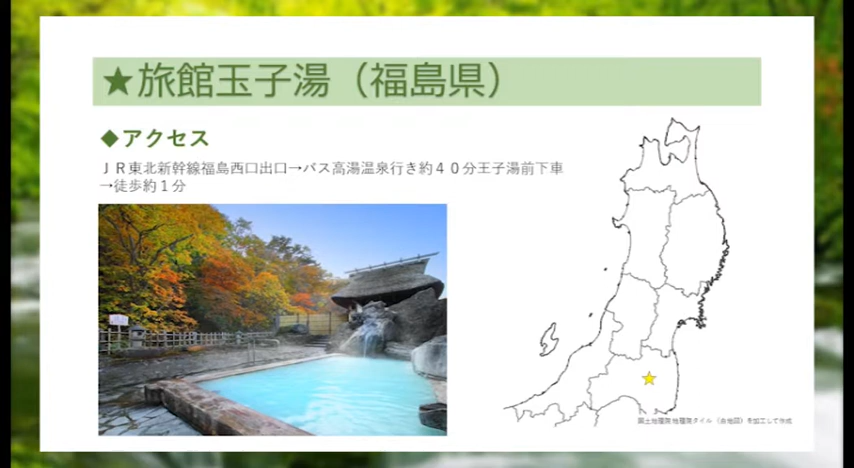 ★旅館玉子湯（福島県）
◆アクセス
ＪＲ東北新幹線福島西口出口→バス高湯温泉行き約４０分玉子湯前下車
→徒歩約１分
国土地理院 地理院タイル（白地図）を加工して作成